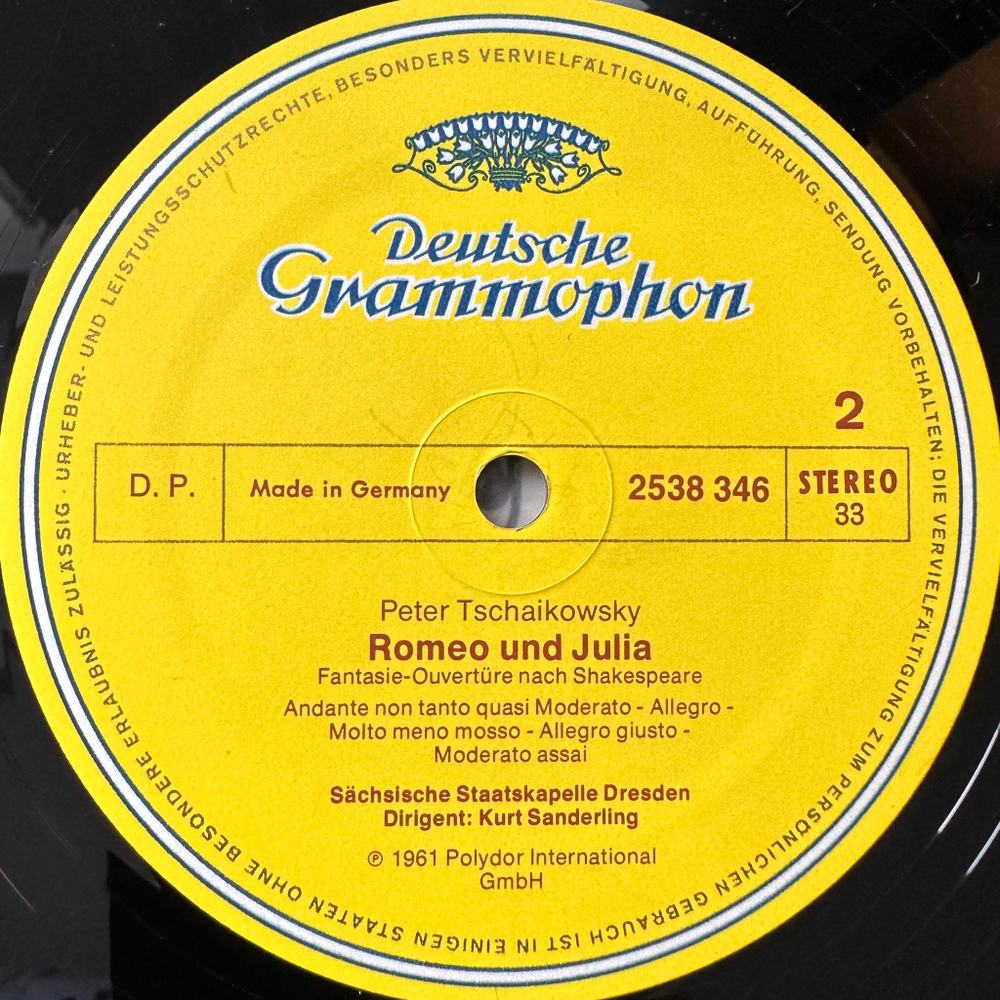 URHEBER- UND LEISTUNGSSCHUTZRECHTE, BESONDERS VERVIELFÄLTIGUNG, AUFFÜHRUNG, SENDUNG VORBEHALTEN; DIE VERVIELFÄLTIGUNG ZUM PERSÖNLICHEN GEBRAUCH IST IN EINIGEN STAATEN OHNE BESONDERE ERLAUBNIS ZULÄSSIG ·
Deutsche
Grammophon
2
D. P.
Made in Germany
2538 346
STEREO
33
Peter Tschaikowsky
Romeo und Julia
Fantasie-Ouvertüre nach Shakespeare
Andante non tanto quasi Moderato - Allegro -
Molto meno mosso - Allegro giusto -
Moderato assai
Sächsische Staatskapelle Dresden
Dirigent: Kurt Sanderling
℗ 1961 Polydor International
GmbH